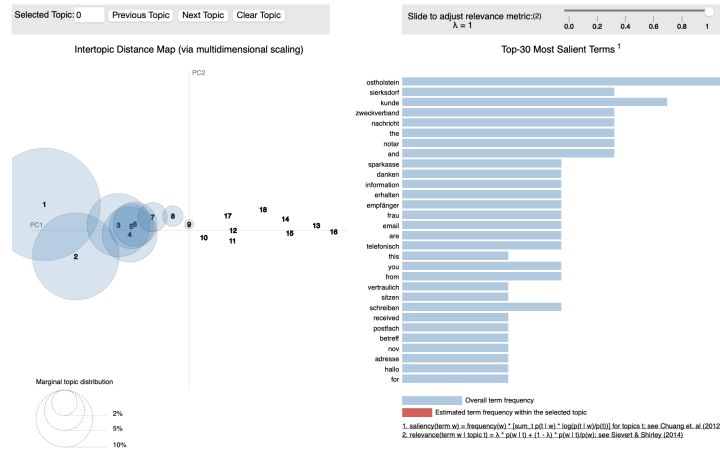 Selected Topic: 0 Previous Topic Next Topic Clear Topic
Slide to adjust relevance metric:(2)
λ = 1
0.0 0.2 0.4 0.6 0.8 1
Intertopic Distance Map (via multidimensional scaling)
PC2
PC1
1
2
3
4
5
6
7
8
9
10
11
12
13
14
15
16
17
18
Marginal topic distribution
2%
5%
10%
Top-30 Most Salient Terms 1
ostholstein
sierksdorf
kunde
zweckverband
nachricht
the
notar
and
sparkasse
danken
information
erhalten
empfänger
frau
email
are
telefonisch
this
you
from
vertraulich
sitzen
schreiben
received
postfach
betreff
nov
adresse
hallo
for
Overall term frequency
Estimated term frequency within the selected topic
1. saliency(term w) = frequency(w) * [sum_t p(t | w) * log(p(t | w)/p(t))] for topics t; see Chuang et. al (2012
2. relevance(term w | topic t) = λ * p(w | t) + (1 - λ) * p(w | t)/p(w); see Sievert & Shirley (2014)